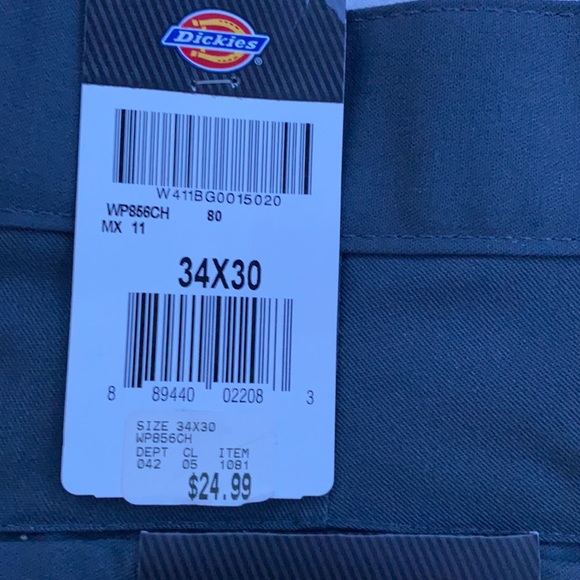 Dickies
®
W411BG0015020
WP856CH 80
MX 11
34X30
8 89440 02208 3
SIZE 34X30
WP856CH
DEPT CL ITEM
042 05 1081
$24.99